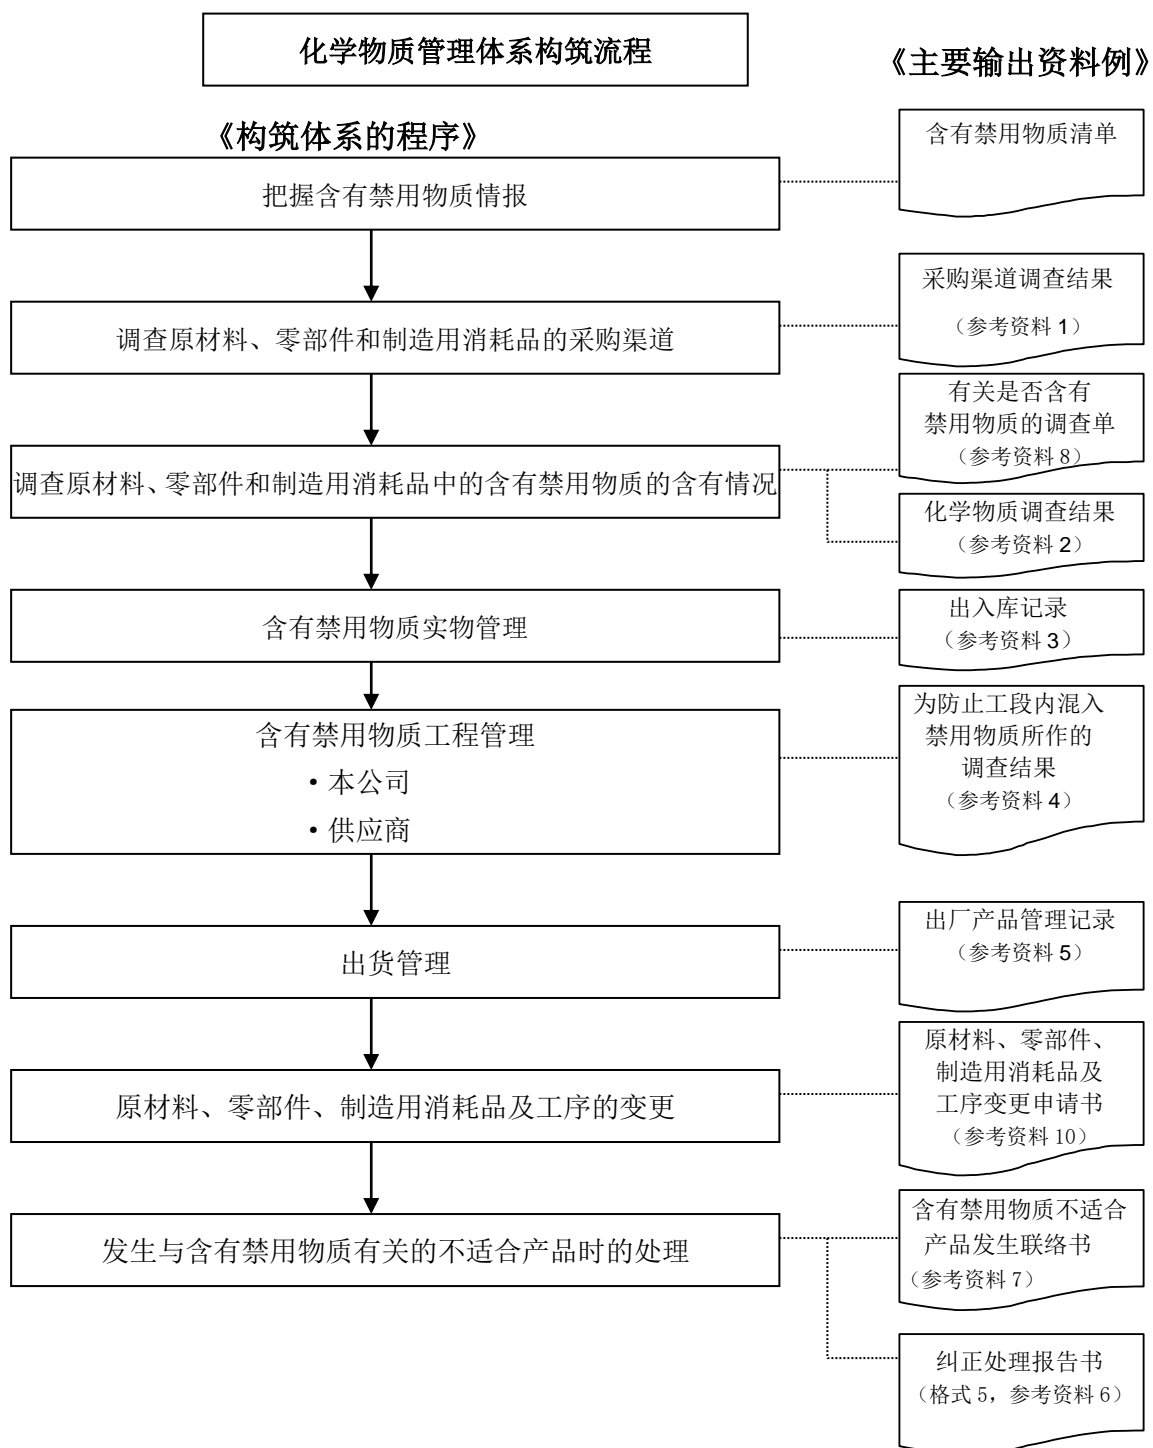 化学物质管理体系构筑流程
《主要输出资料例》
《构筑体系的程序》
含有禁用物质清单
把握含有禁用物质情报
采购渠道调查结果
（参考资料 1）
调查原材料、零部件和制造用消耗品的采购渠道
有关是否含有
禁用物质的调查单
（参考资料 8）
调查原材料、零部件和制造用消耗品中的含有禁用物质的含有情况
化学物质调查结果
（参考资料 2）
含有禁用物质实物管理
出入库记录
（参考资料 3）
含有禁用物质工程管理
・本公司
・供应商
为防止工段内混入
禁用物质所作的
调查结果
（参考资料 4）
出货管理
出厂产品管理记录
（参考资料 5）
原材料、零部件、制造用消耗品及工序的变更
原材料、零部件、
制造用消耗品及
工序变更申请书
（参考资料 10）
发生与含有禁用物质有关的不适合产品时的处理
含有禁用物质不适合
产品发生联络书
（参考资料 7）
纠正处理报告书
（格式 5，参考资料 6）